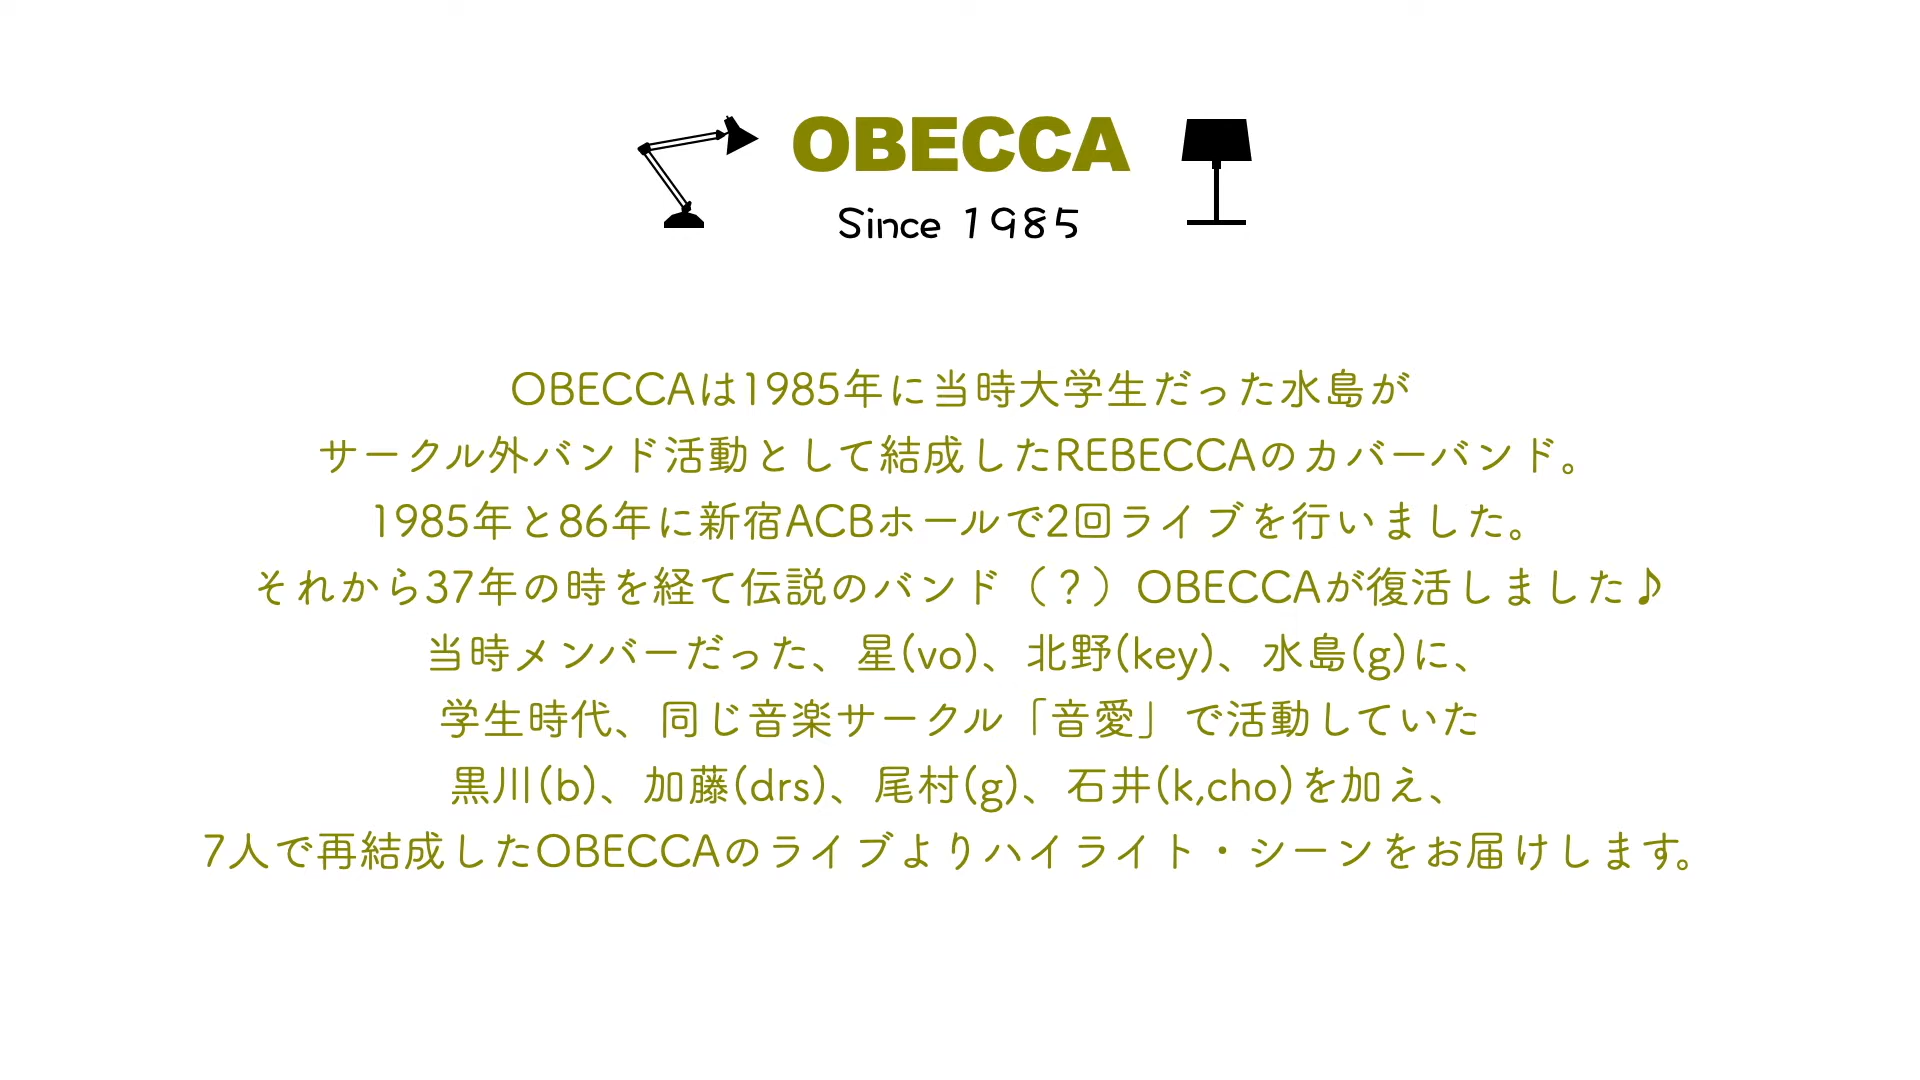 OBECCA
Since 1985
OBECCAは1985年に当時大学生だった水島が
サークル外バンド活動として結成したREBECCAのカバーバンド。
1985年と86年に新宿ACBホールで2回ライブを行いました。
それから37年の時を経て伝説のバンド（？）OBECCAが復活しました♪
当時メンバーだった、星(vo)、北野(key)、水島(g)に、
学生時代、同じ音楽サークル「音愛」で活動していた
黒川(b)、加藤(drs)、尾村(g)、石井(k,cho)を加え、
7人で再結成したOBECCAのライブよりハイライト・シーンをお届けします。